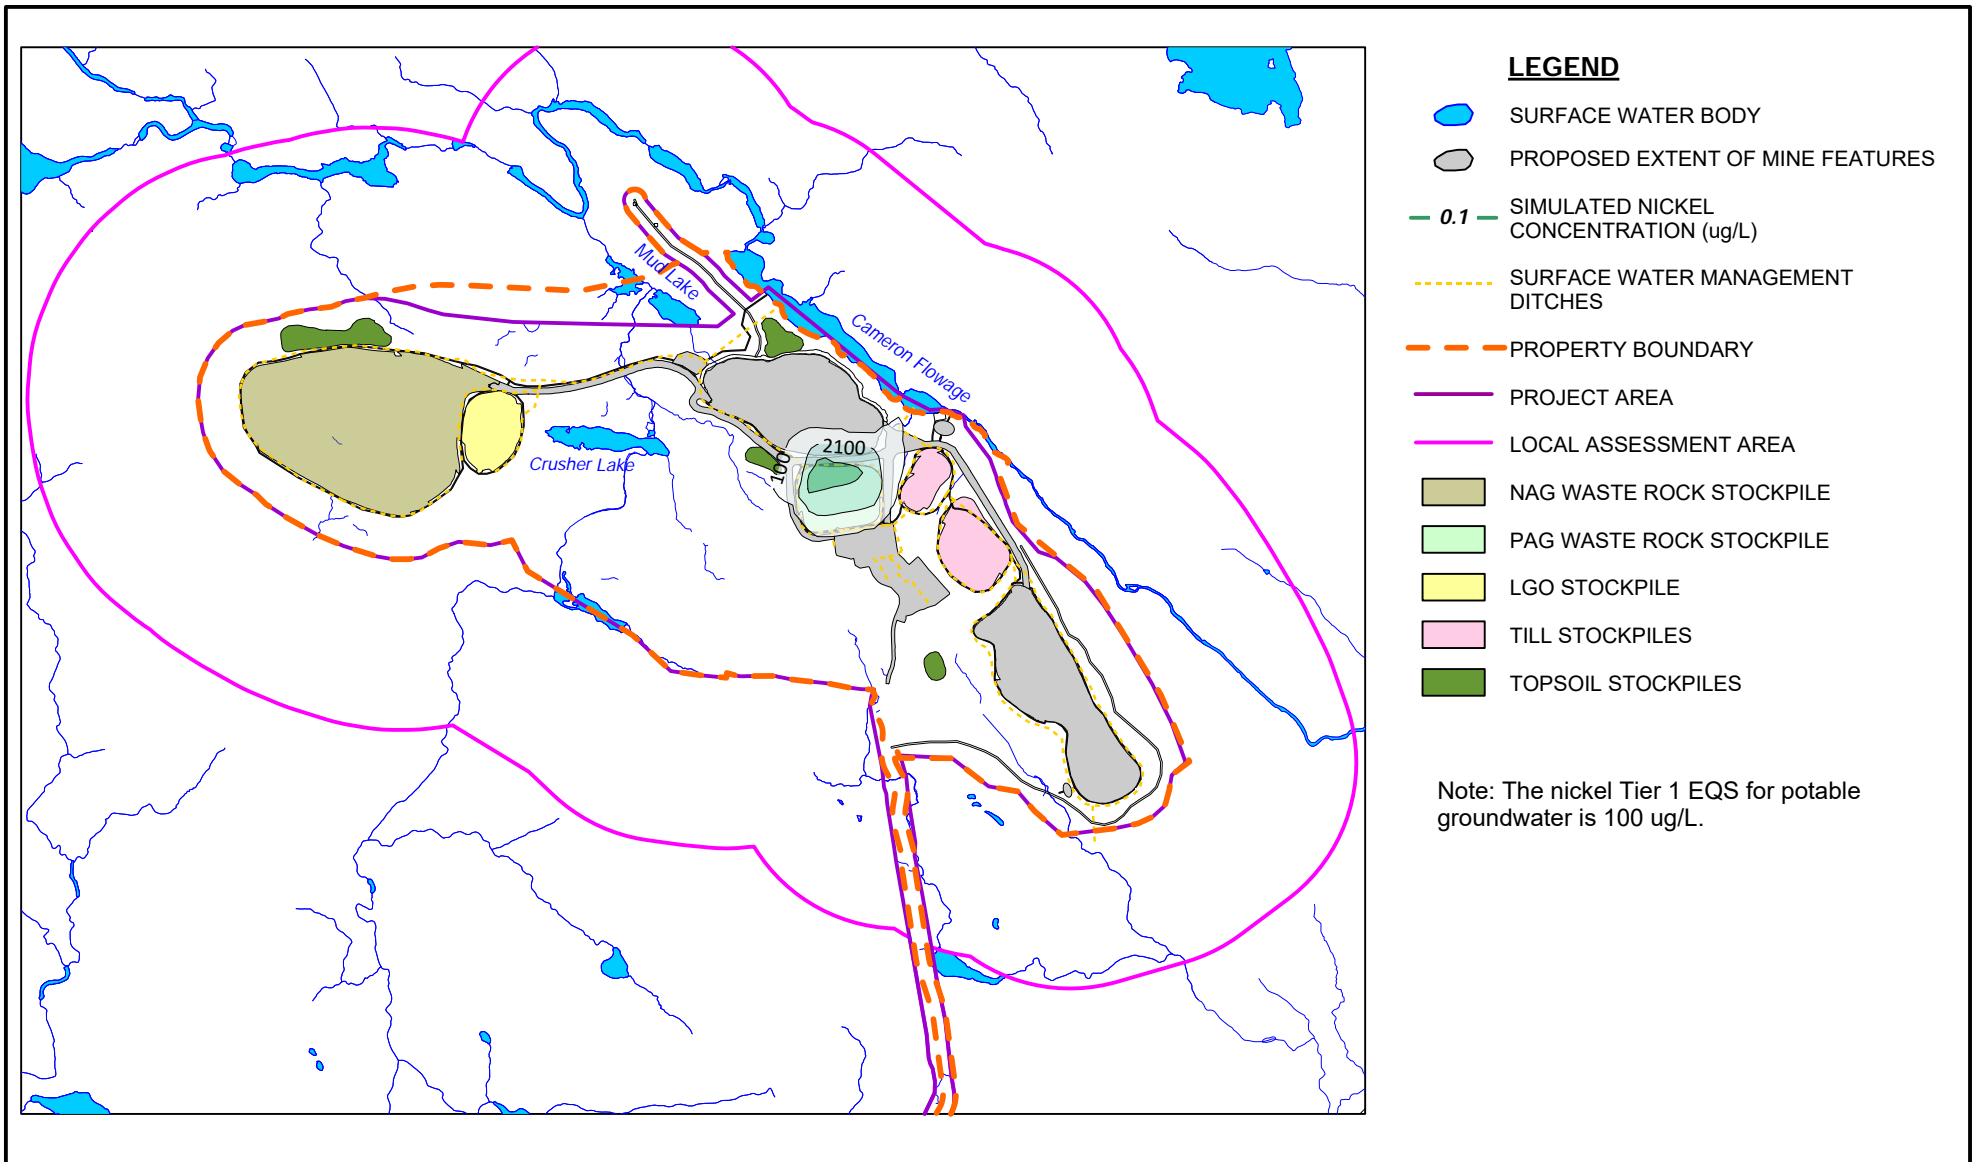 LEGEND
SURFACE WATER BODY
PROPOSED EXTENT OF MINE FEATURES
0.1
SIMULATED NICKEL
CONCENTRATION (ug/L)
SURFACE WATER MANAGEMENT
DITCHES
PROPERTY BOUNDARY
PROJECT AREA
LOCAL ASSESSMENT AREA
NAG WASTE ROCK STOCKPILE
PAG WASTE ROCK STOCKPILE
LGO STOCKPILE
TILL STOCKPILES
TOPSOIL STOCKPILES
Note: The nickel Tier 1 EQS for potable
groundwater is 100 ug/L.
Mud Lake
Cameron Flowage
Crusher Lake
2100
100